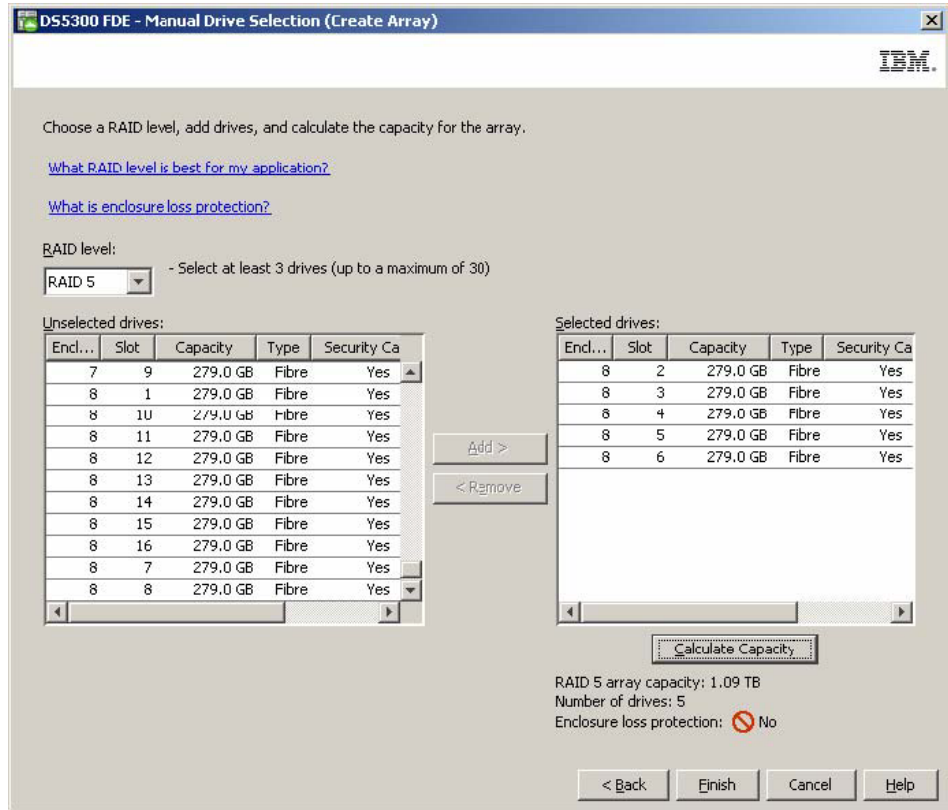 DS5300 FDE - Manual Drive Selection (Create Array)
IBM.
Choose a RAID level, add drives, and calculate the capacity for the array.
What RAID level is best for my application?
What is enclosure loss protection?
RAID level:
RAID 5 - Select at least 3 drives (up to a maximum of 30)
Unselected drives:
Encl... Slot Capacity Type Security Ca
7 9 279.0 GB Fibre Yes
8 1 279.0 GB Fibre Yes
8 10 279.0 GB Fibre Yes
8 11 279.0 GB Fibre Yes
8 12 279.0 GB Fibre Yes
8 13 279.0 GB Fibre Yes
8 14 279.0 GB Fibre Yes
8 15 279.0 GB Fibre Yes
8 16 279.0 GB Fibre Yes
8 7 279.0 GB Fibre Yes
8 8 279.0 GB Fibre Yes
Add >
< Remove
Selected drives:
Encl... Slot Capacity Type Security Ca
8 2 279.0 GB Fibre Yes
8 3 279.0 GB Fibre Yes
8 4 279.0 GB Fibre Yes
8 5 279.0 GB Fibre Yes
8 6 279.0 GB Fibre Yes
Calculate Capacity
RAID 5 array capacity: 1.09 TB
Number of drives: 5
Enclosure loss protection: No
< Back Finish Cancel Help